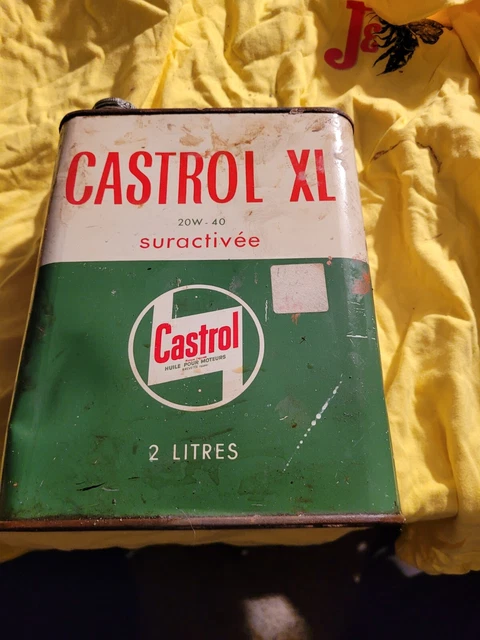 J&
CASTROL XL
20W-40
suractivée
Castrol
HUILE POUR MOTEURS
2 LITRES